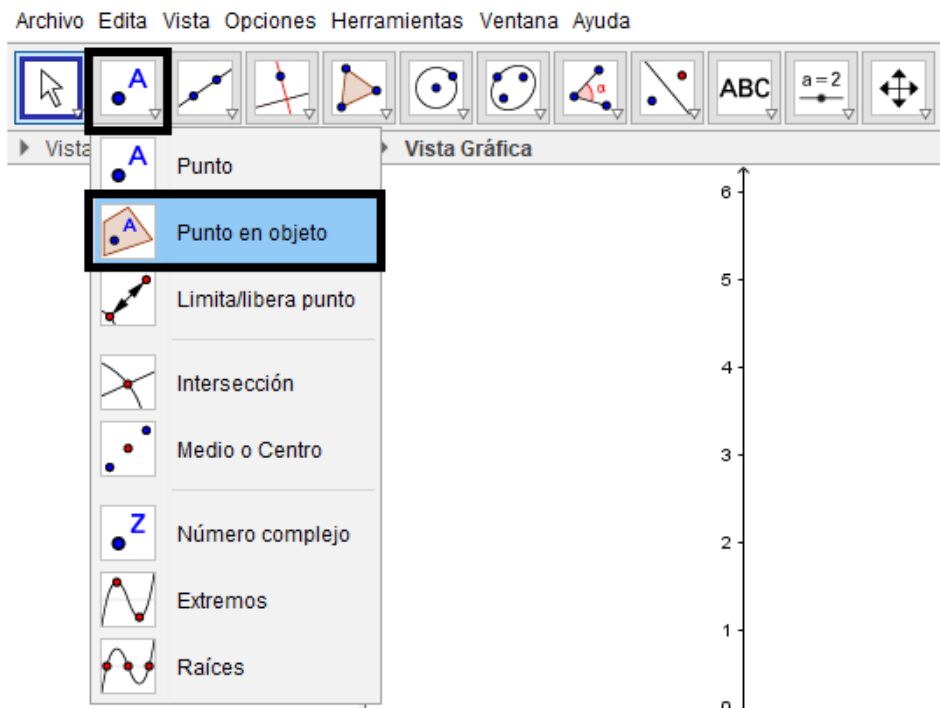 Archivo Edita Vista Opciones Herramientas Ventana Ayuda
A ABC a = 2
α
Vista Vista Gráfica
A Punto
A Punto en objeto
Limita/libera punto
Intersección
Medio o Centro
Z Número complejo
Extremos
Raíces
6
5
4
3
2
1
0